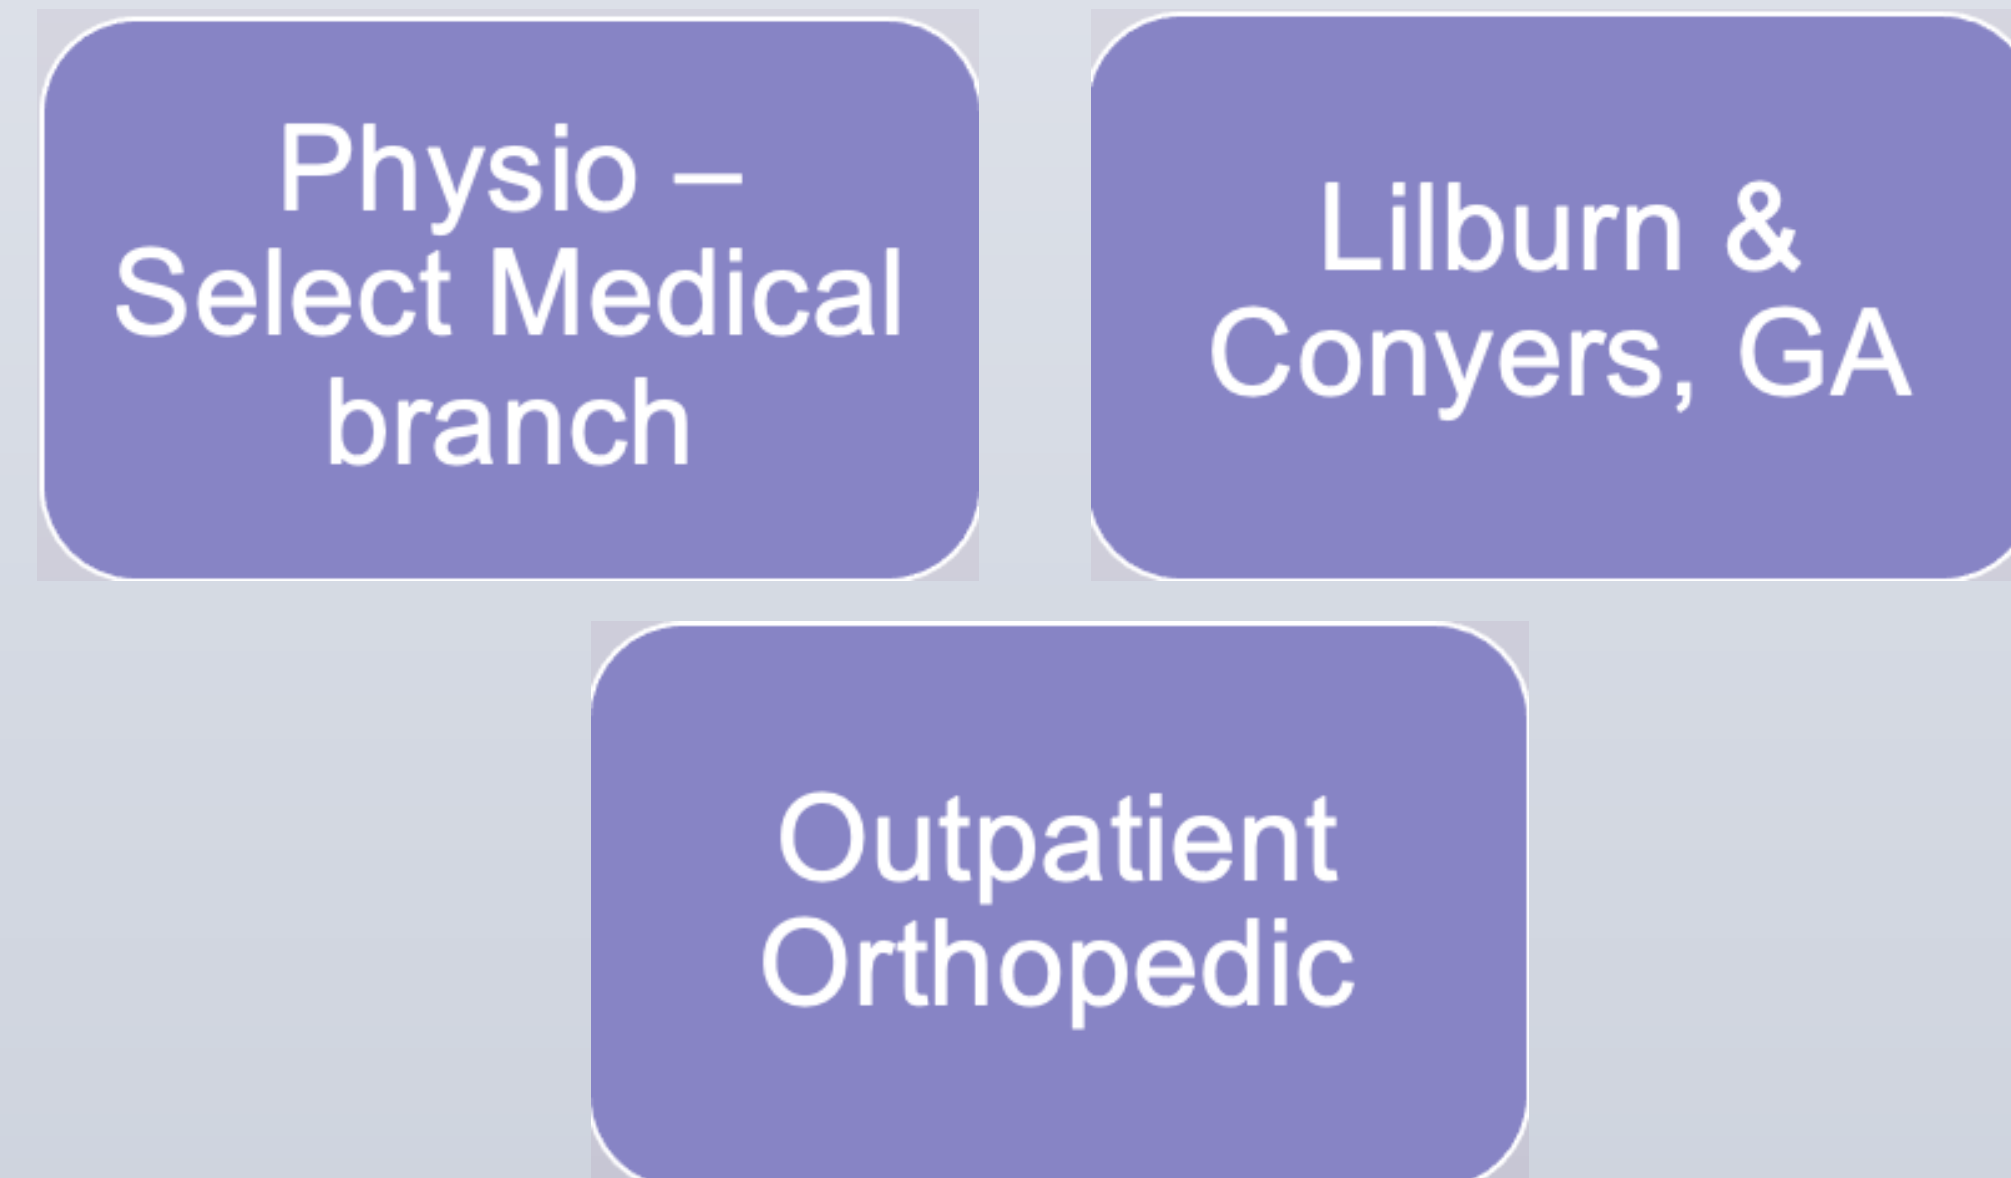 Physio –
Select Medical
branch
Lilburn &
Conyers, GA
Outpatient
Orthopedic